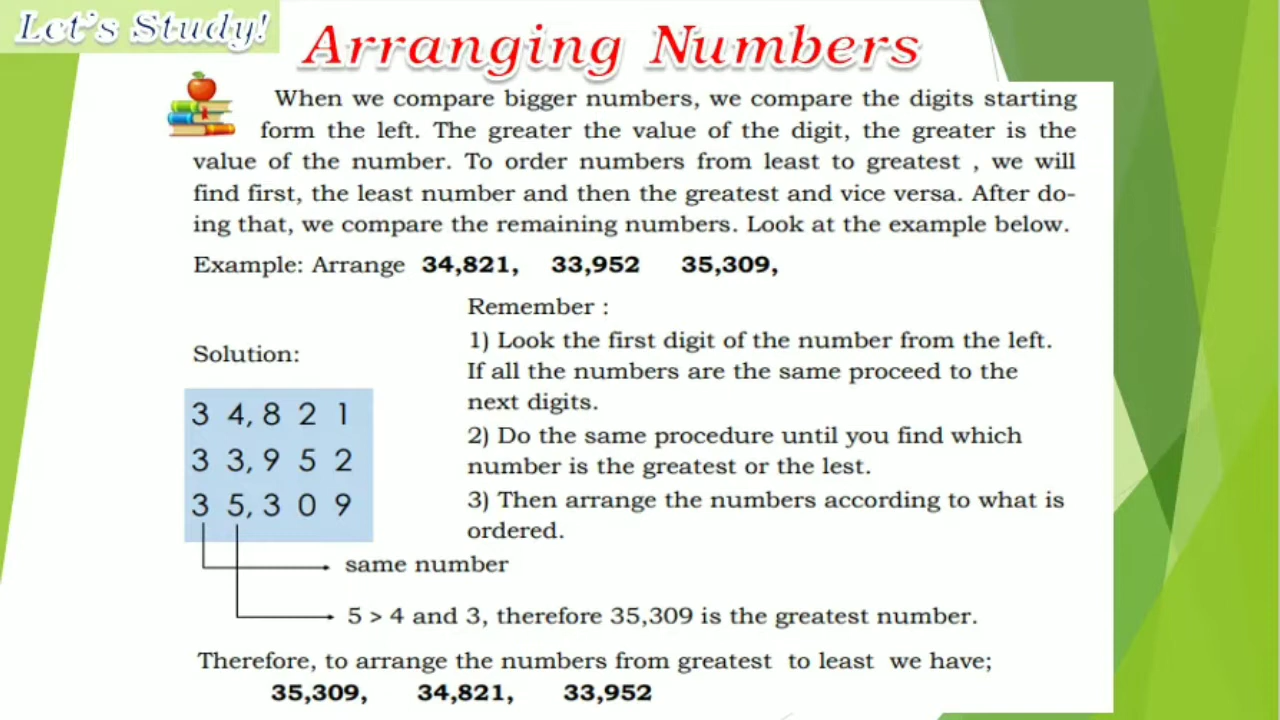 Let's Study!
Arranging Numbers
When we compare bigger numbers, we compare the digits starting
form the left. The greater the value of the digit, the greater is the
value of the number. To order numbers from least to greatest , we will
find first, the least number and then the greatest and vice versa. After do-
ing that, we compare the remaining numbers. Look at the example below.
Example: Arrange 34,821, 33,952 35,309,
Remember :
1) Look the first digit of the number from the left.
If all the numbers are the same proceed to the
next digits.
2) Do the same procedure until you find which
number is the greatest or the lest.
3) Then arrange the numbers according to what is
ordered.
Solution:
3 4, 8 2 1
3 3, 9 5 2
3 5, 3 0 9
same number
5 > 4 and 3, therefore 35,309 is the greatest number.
Therefore, to arrange the numbers from greatest to least we have;
35,309, 34,821, 33,952